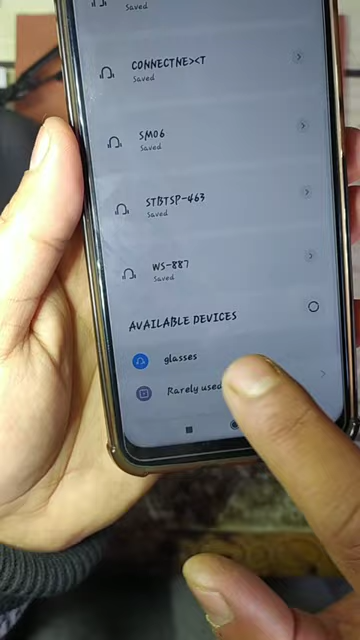 Saved
CONNECTNE><T
Saved
SM06
Saved
STBTSP-463
Saved
WS-887
Saved
AVAILABLE DEVICES
glasses
Rarely used